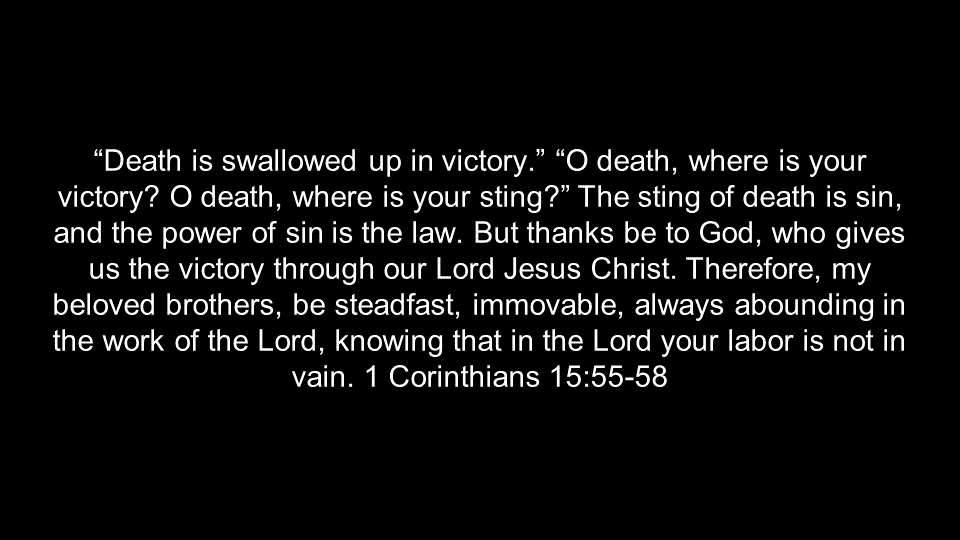 “Death is swallowed up in victory.” “O death, where is your
victory? O death, where is your sting?” The sting of death is sin,
and the power of sin is the law. But thanks be to God, who gives
us the victory through our Lord Jesus Christ. Therefore, my
beloved brothers, be steadfast, immovable, always abounding in
the work of the Lord, knowing that in the Lord your labor is not in
vain. 1 Corinthians 15:55-58